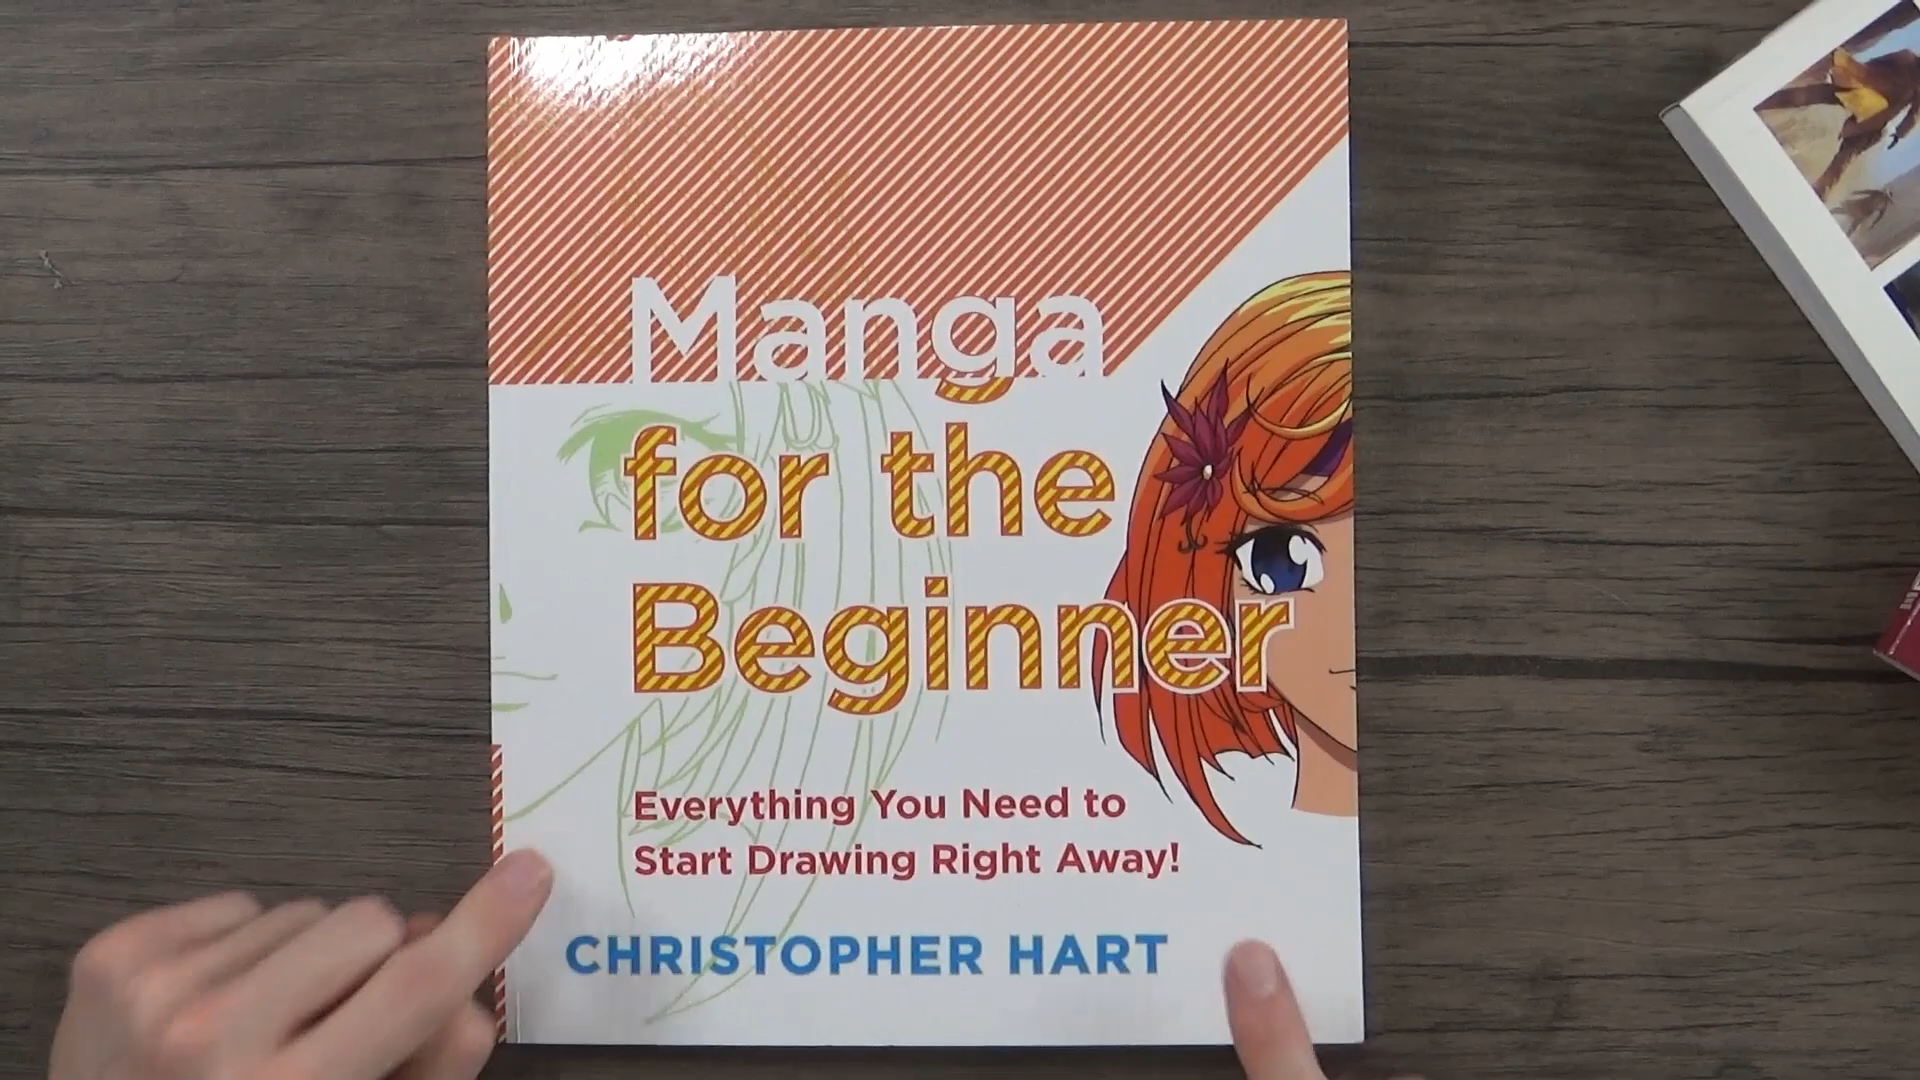 Manga
for the
Beginner
Everything You Need to
Start Drawing Right Away!
CHRISTOPHER HART